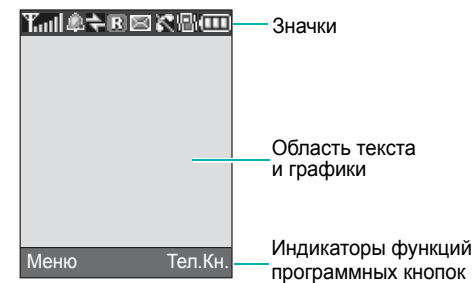 Значки
Область текста
и графики
Меню Тел.Кн.
Индикаторы функций
программных кнопок